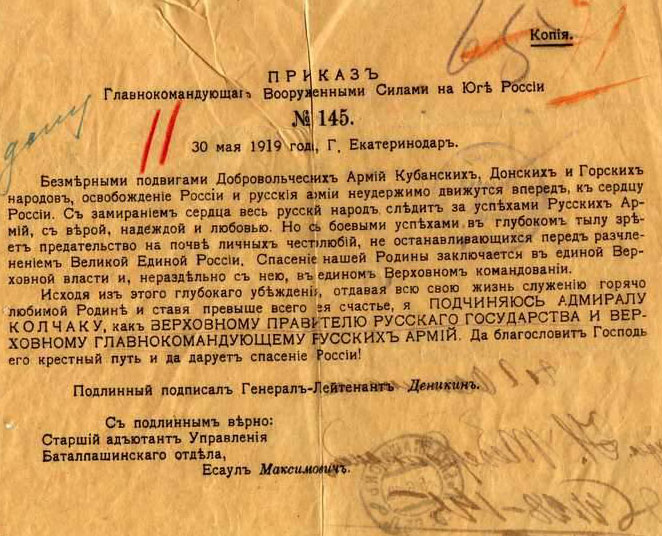 Копія.
ПРИКАЗЪ
Главнокомандующаго Вооруженными Силами на Югѣ Россіи
№ 145.
30 мая 1919 года, Г. Екатеринодаръ.
Безмѣрными подвигами Добровольческихъ Армій Кубанскихъ, Донскихъ и Горскихъ
народовъ, освобожденіе Россіи и русскія арміи неудержимо движутся впередъ, къ сердцу
Россіи. Съ замираніемъ сердца весь русскій народъ слѣдитъ за успѣхами Русскихъ Ар-
мій, съ вѣрой, надеждой и любовью. Но съ боевыми успѣхами въ глубокомъ тылу зрѣ-
етъ предательство на почвѣ личныхъ честолюбій, не останавливающихся передъ расчле-
неніемъ Великой Единой Россіи. Спасеніе нашей Родины заключается въ единой Вер-
ховной власти и, нераздѣльно съ нею, въ единомъ Верховномъ командованіи.
Исходя изъ этого глубокаго убѣжденія, отдавая всю свою жизнь служенію горячо
любимой Родинѣ и ставя превыше всего ея счастье, я ПОДЧИНЯЮСЬ АДМИРАЛУ
КОЛЧАКУ, какъ ВЕРХОВНОМУ ПРАВИТЕЛЮ РУССКАГО ГОСУДАРСТВА И ВЕР-
ХОВНОМУ ГЛАВНОКОМАНДУЮЩЕМУ РУССКИХЪ АРМІЙ. Да благословитъ Господь
его крестный путь и да даруетъ спасеніе Россіи!
Подлинный подписалъ Генералъ-Лейтенантъ Деникинъ.
Съ подлиннымъ вѣрно:
Старшій адъютантъ Управленія
Баталпашинскаго отдѣла,
Есаулъ Максимовичъ.